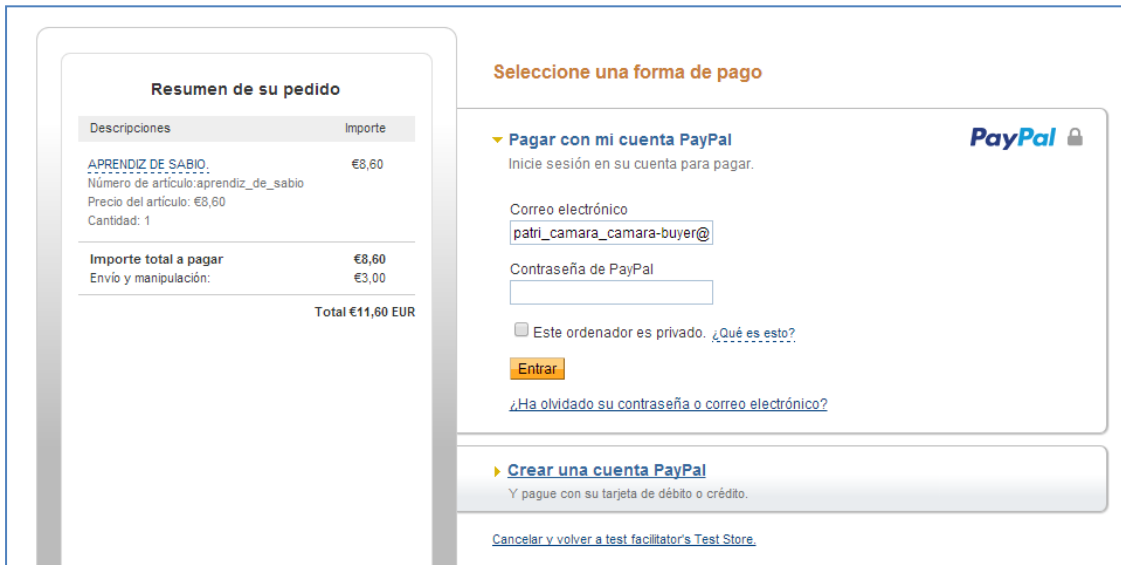 Resumen de su pedido
Descripciones Importe
APRENDIZ DE SABIO. €8,60
Número de artículo:aprendiz_de_sabio
Precio del artículo: €8,60
Cantidad: 1
Importe total a pagar €8,60
Envío y manipulación: €3,00
Total €11,60 EUR
Seleccione una forma de pago
Pagar con mi cuenta PayPal
PayPal
Inicie sesión en su cuenta para pagar.
Correo electrónico
patri_camara_camara-buyer@
Contraseña de PayPal
Este ordenador es privado. ¿Qué es esto?
Entrar
¿Ha olvidado su contraseña o correo electrónico?
Crear una cuenta PayPal
Y pague con su tarjeta de débito o crédito.
Cancelar y volver a test facilitator's Test Store.